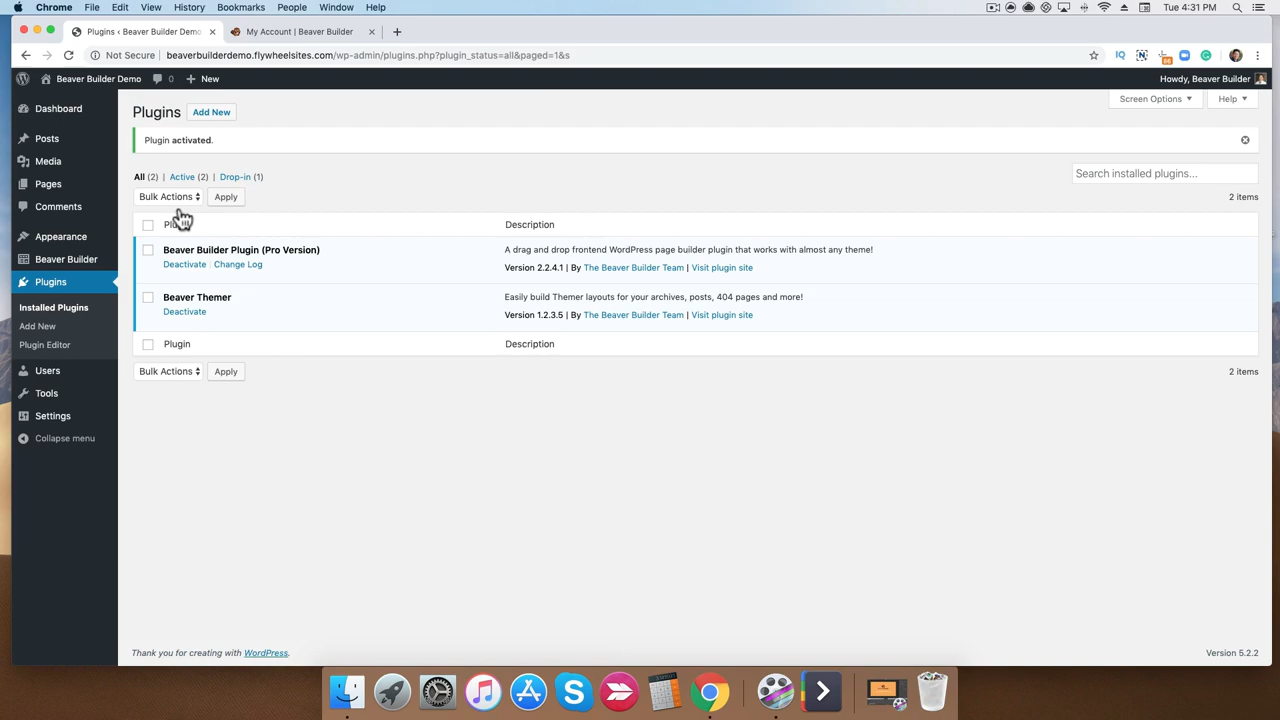 Chrome File Edit View History Bookmarks People Window Help Tue 4:31 PM
Plugins ‹ Beaver Builder Demo My Account | Beaver Builder
Not Secure beaverbuilderdemo.flywheelsites.com/wp-admin/plugins.php?plugin_status=all&paged=1&s IQ
Beaver Builder Demo 0 New Howdy, Beaver Builder
Dashboard
Posts
Media
Pages
Comments
Appearance
Beaver Builder
Plugins
Installed Plugins
Add New
Plugin Editor
Users
Tools
Settings
Collapse menu
Plugins Add New Screen Options Help
Plugin activated.
All (2) | Active (2) | Drop-in (1) Search installed plugins...
Bulk Actions Apply 2 items
Description
Beaver Builder Plugin (Pro Version) A drag and drop frontend WordPress page builder plugin that works with almost any theme!
Deactivate | Change Log Version 2.2.4.1 | By The Beaver Builder Team | Visit plugin site
Beaver Themer Easily build Themer layouts for your archives, posts, 404 pages and more!
Deactivate Version 1.2.3.5 | By The Beaver Builder Team | Visit plugin site
Plugin Description
Bulk Actions Apply 2 items
Thank you for creating with WordPress. Version 5.2.2